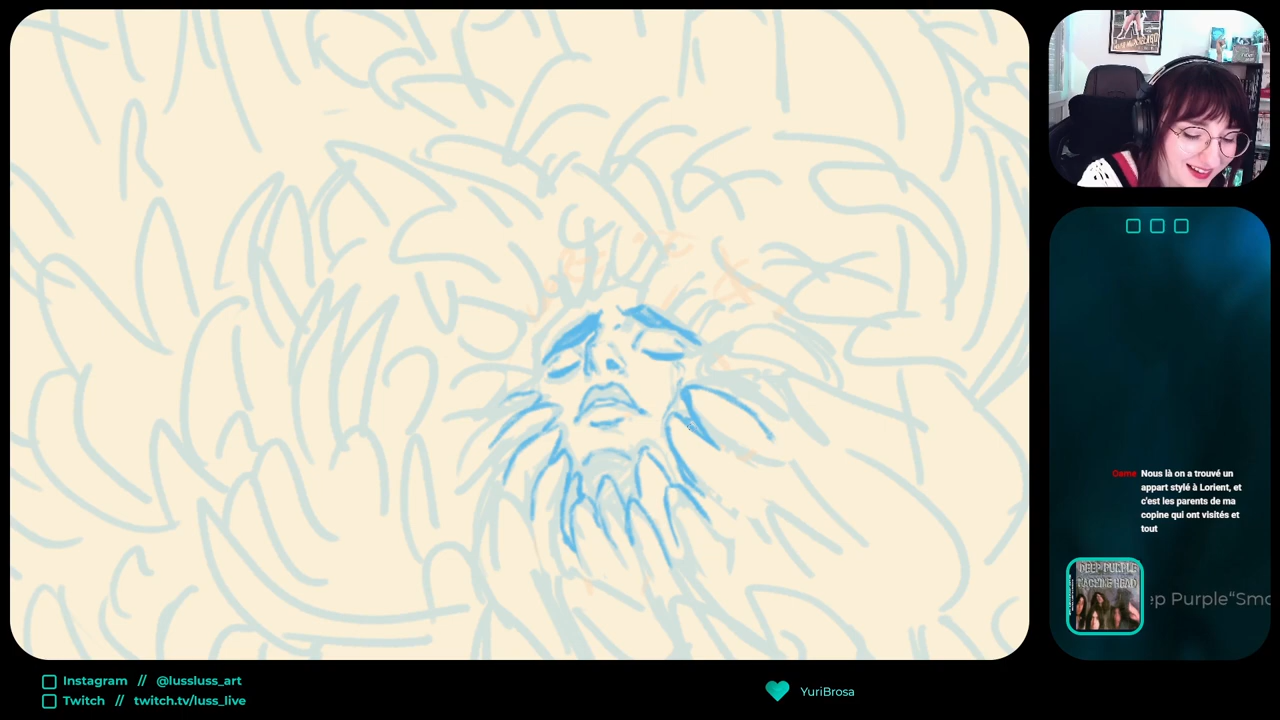 Came Nous là on a trouvé un
appart stylé à Lorient, et
c'est les parents de ma
copine qui ont visités et
tout
DEEP PURPLE
MACHINE HEAD
ep Purple“Smo
Instagram // @lussluss_art
Twitch // twitch.tv/luss_live
YuriBrosa